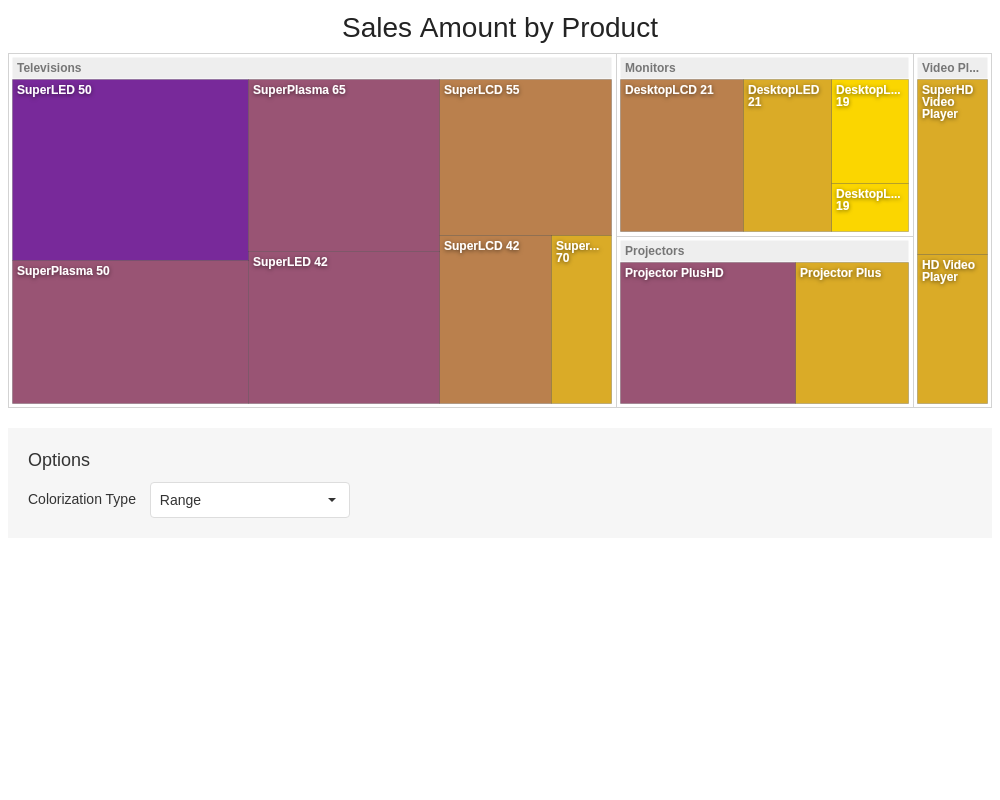 Sales Amount by Product
Televisions
SuperLED 50
SuperPlasma 50
SuperPlasma 65
SuperLED 42
SuperLCD 55
SuperLCD 42
Super...
70
Monitors
DesktopLCD 21
DesktopLED
21
DesktopL...
19
DesktopL...
19
Projectors
Projector PlusHD
Projector Plus
Video Pl...
SuperHD
Video
Player
HD Video
Player
Options
Colorization Type
Range